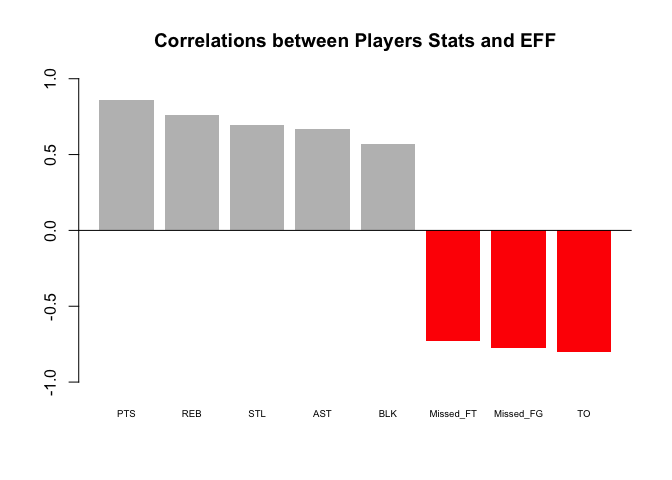 Correlations between Players Stats and EFF
1.0
0.5
0.0
-0.5
-1.0
PTS REB STL AST BLK Missed_FT Missed_FG TO